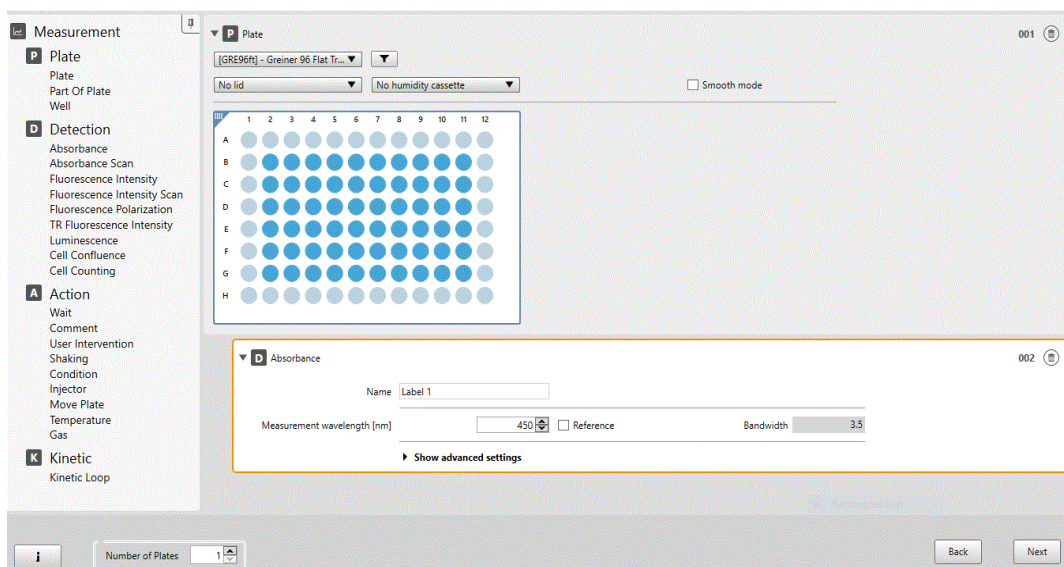 Measurement
P Plate
Plate
Part Of Plate
Well
D Detection
Absorbance
Absorbance Scan
Fluorescence Intensity
Fluorescence Intensity Scan
Fluorescence Polarization
TR Fluorescence Intensity
Luminescence
Cell Confluence
Cell Counting
A Action
Wait
Comment
User Intervention
Shaking
Condition
Injector
Move Plate
Temperature
Gas
K Kinetic
Kinetic Loop
P Plate 001
[GRE96ft] - Greiner 96 Flat Tr...
No lid No humidity cassette Smooth mode
1 2 3 4 5 6 7 8 9 10 11 12
A
B
C
D
E
F
G
H
D Absorbance 002
Name Label 1
Measurement wavelength [nm] 450 Reference Bandwidth 3.5
Show advanced settings
Rectangular Snip
i Number of Plates 1 Back Next